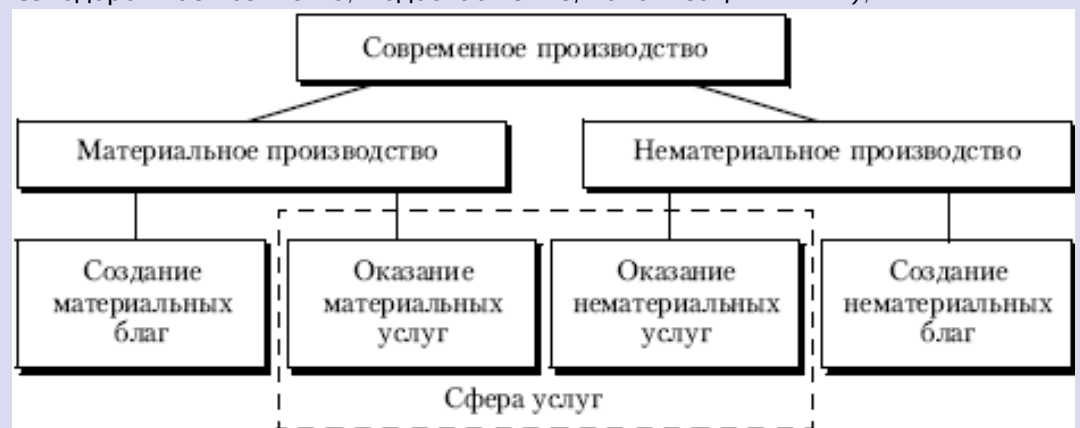 Современное производство
Материальное производство
Нематериальное производство
Создание
материальных
благ
Оказание
материальных
услуг
Оказание
нематериальных
услуг
Создание
нематериальных
благ
Сфера услуг